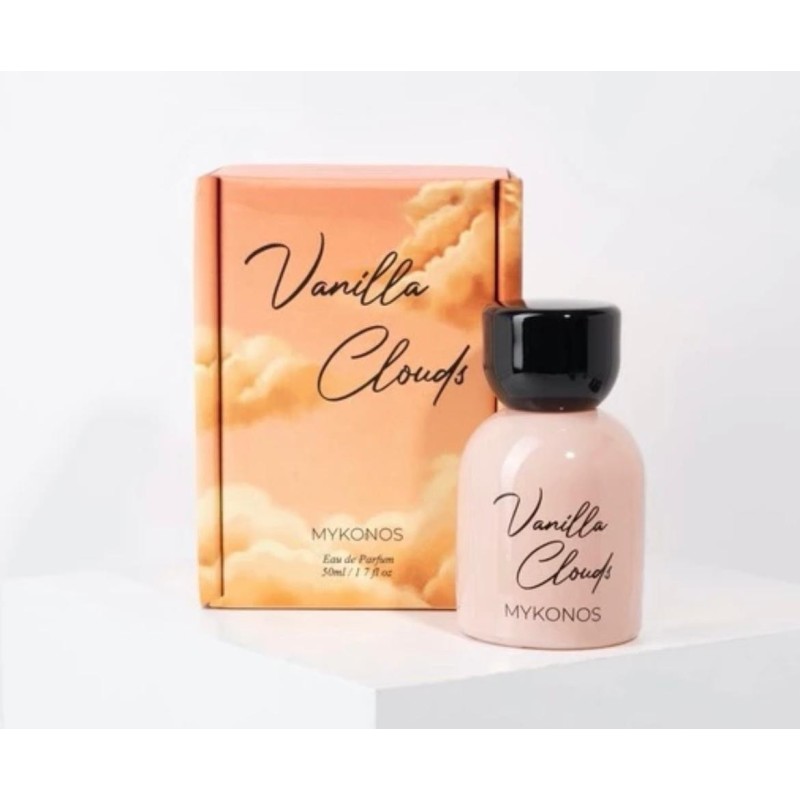 Vanilla
Clouds
MYKONOS
Eau de Parfum
50ml / 1 7 fl oz
Vanilla
Clouds
MYKONOS